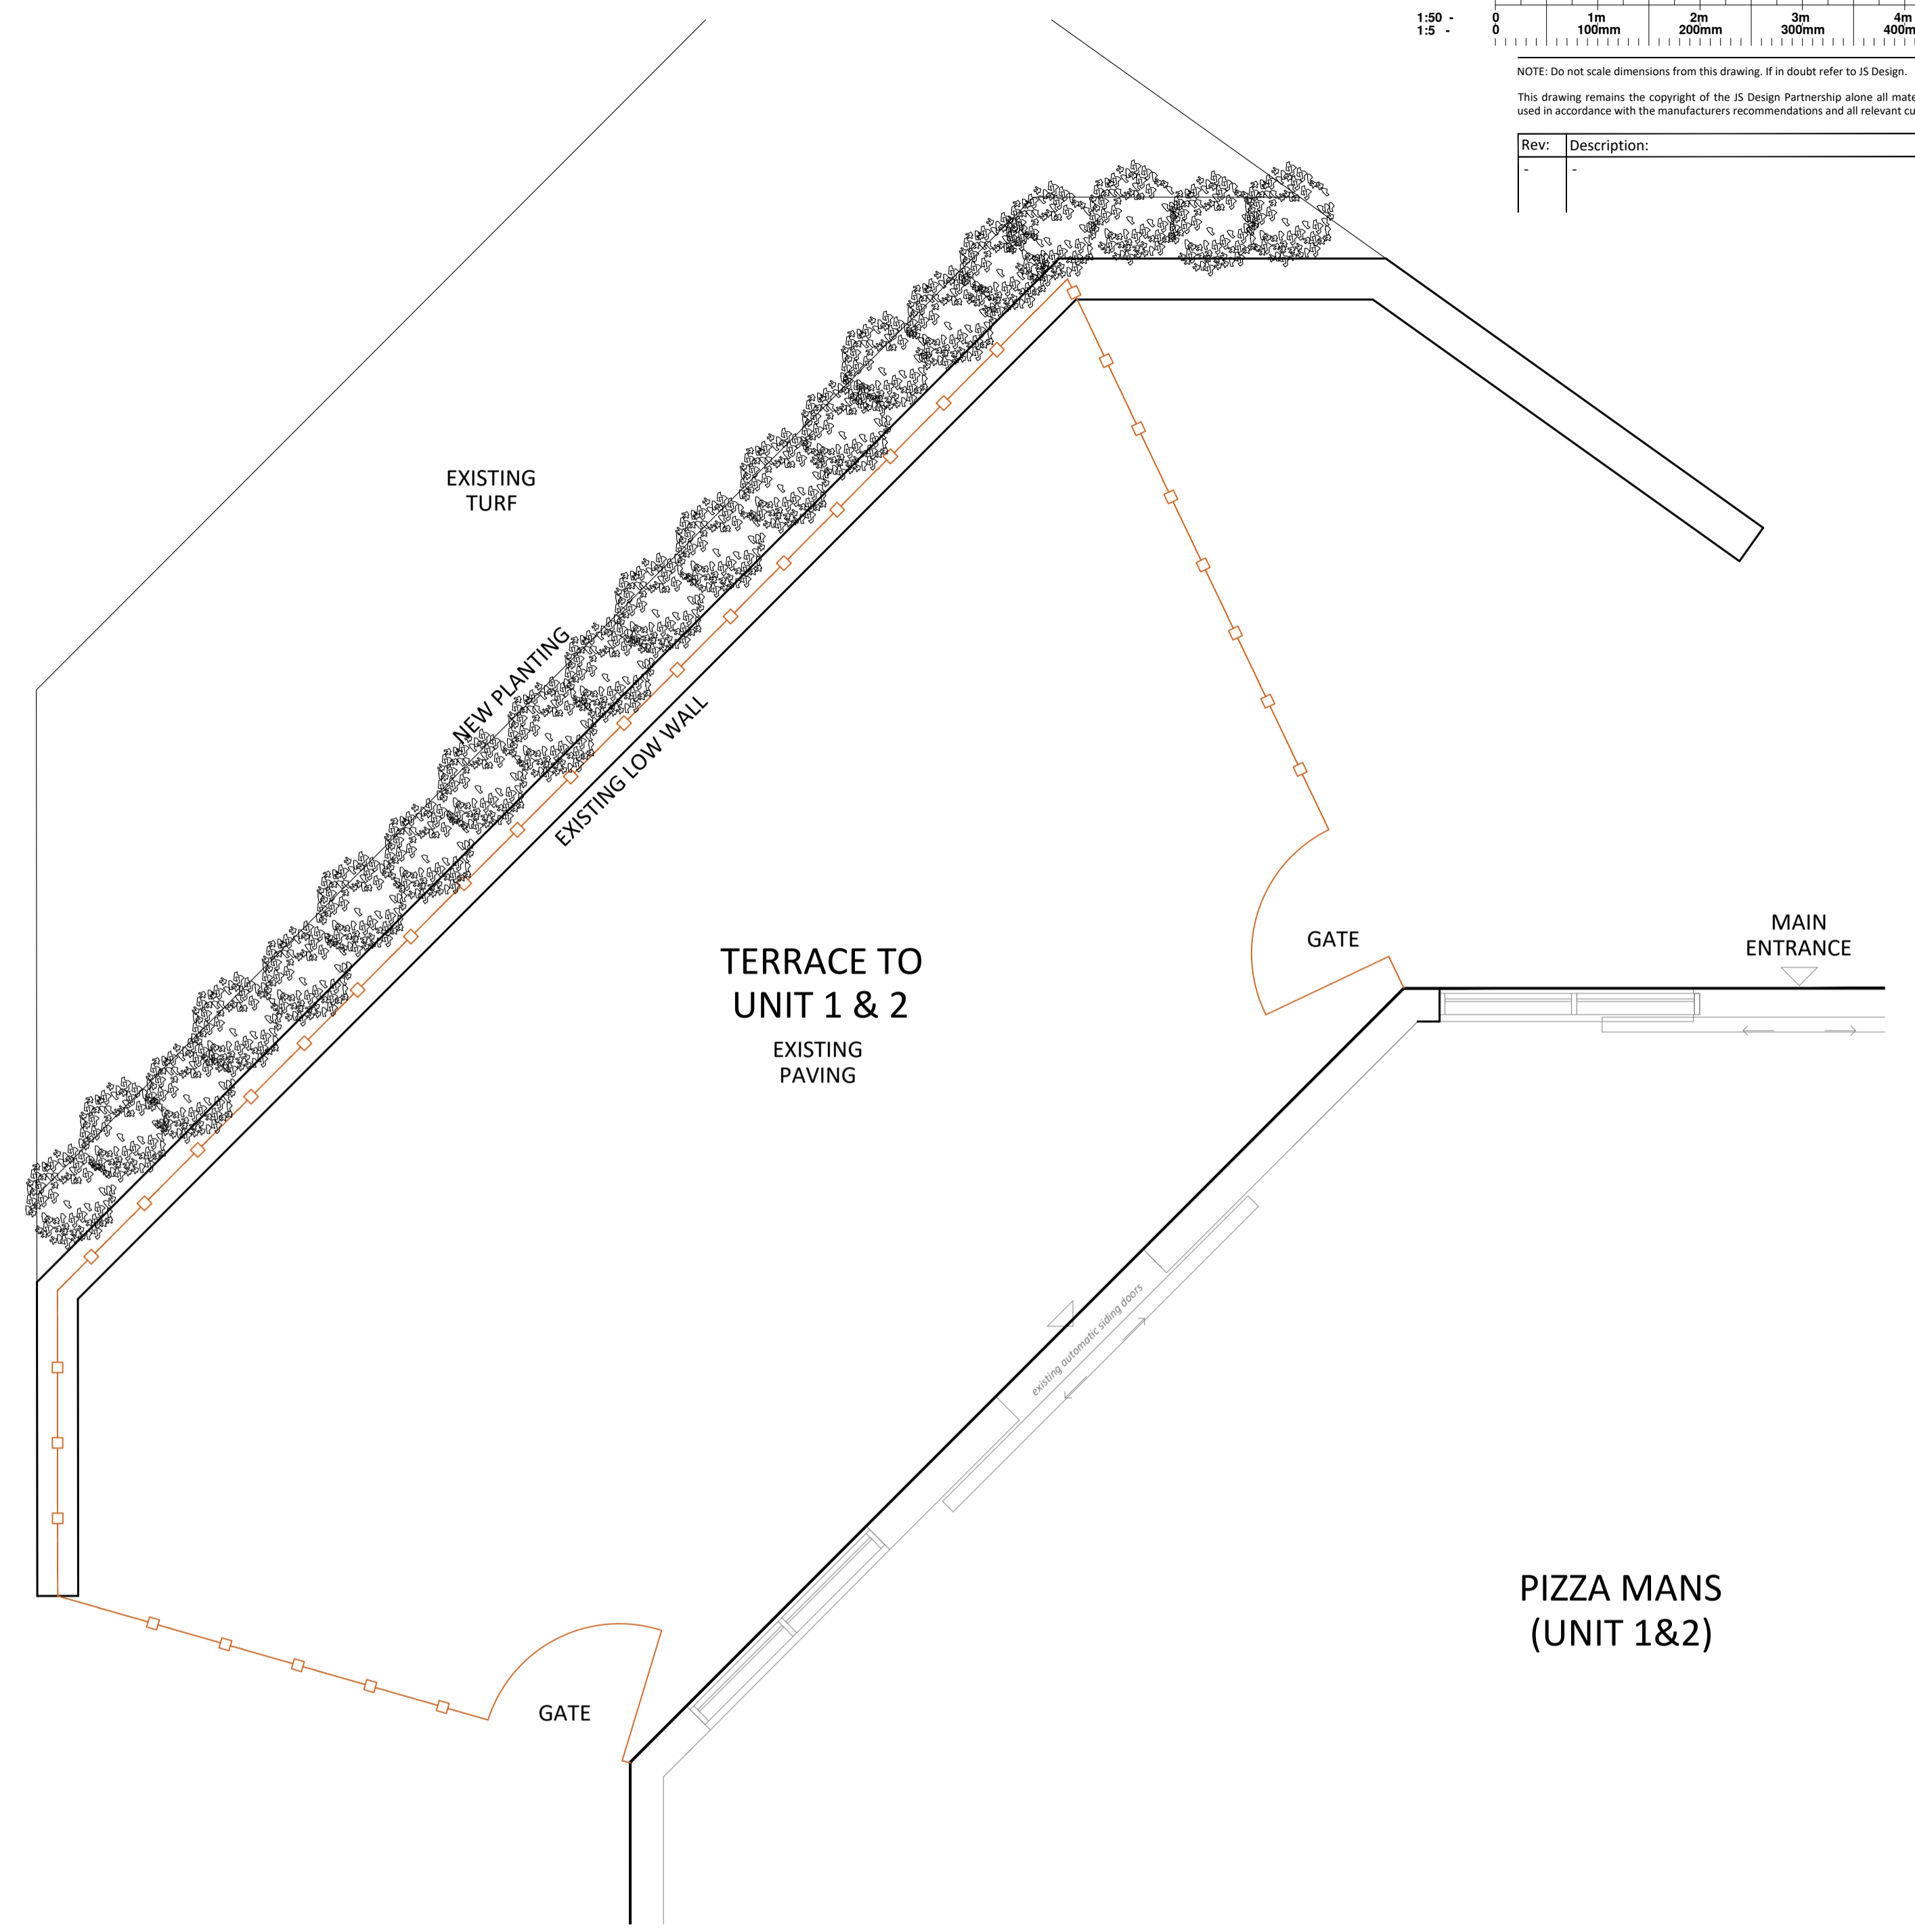 1:50 - 0 1m 2m 3m 4m
1:5 - 0 100mm 200mm 300mm
NOTE: Do not scale dimensions from this drawing. If in doubt refer to JS Design.
This drawing remains the copyright of the JS Design Partnership alone all
used in accordance with the manufacturers recommendations and all relevant
Rev: Description:
- -
EXISTING
TURF
NEW PLANTING
EXISTING LOW WALL
TERRACE TO
UNIT 1 & 2
EXISTING
PAVING
GATE
MAIN
ENTRANCE
existing automatic siding doors
PIZZA MANS
(UNIT 1&2)
GATE